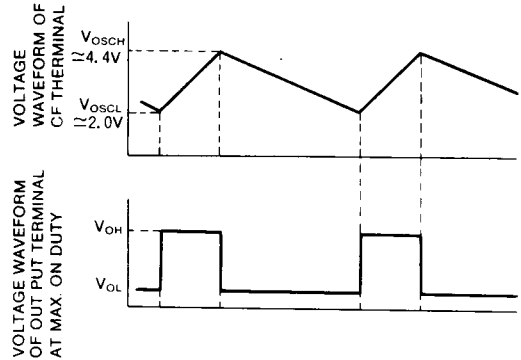 VOLTAGE
WAVEFORM OF
CF THERMINAL
VOSCH
≃4.4V
VOSCL
≃2.0V
VOLTAGE WAVEFORM
OF OUT PUT TERMINAL
AT MAX. ON DUTY
VOH
VOL